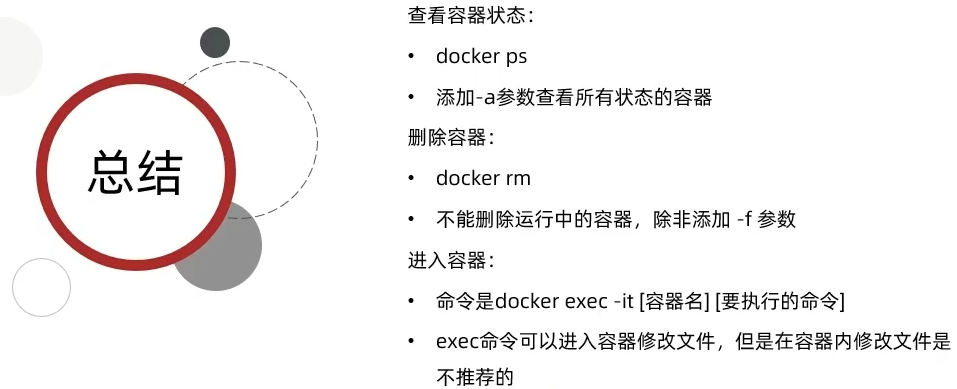 总结
查看容器状态：
• docker ps
• 添加-a参数查看所有状态的容器
删除容器：
• docker rm
• 不能删除运行中的容器，除非添加 -f 参数
进入容器：
• 命令是docker exec -it [容器名] [要执行的命令]
• exec命令可以进入容器修改文件，但是在容器内修改文件是
不推荐的